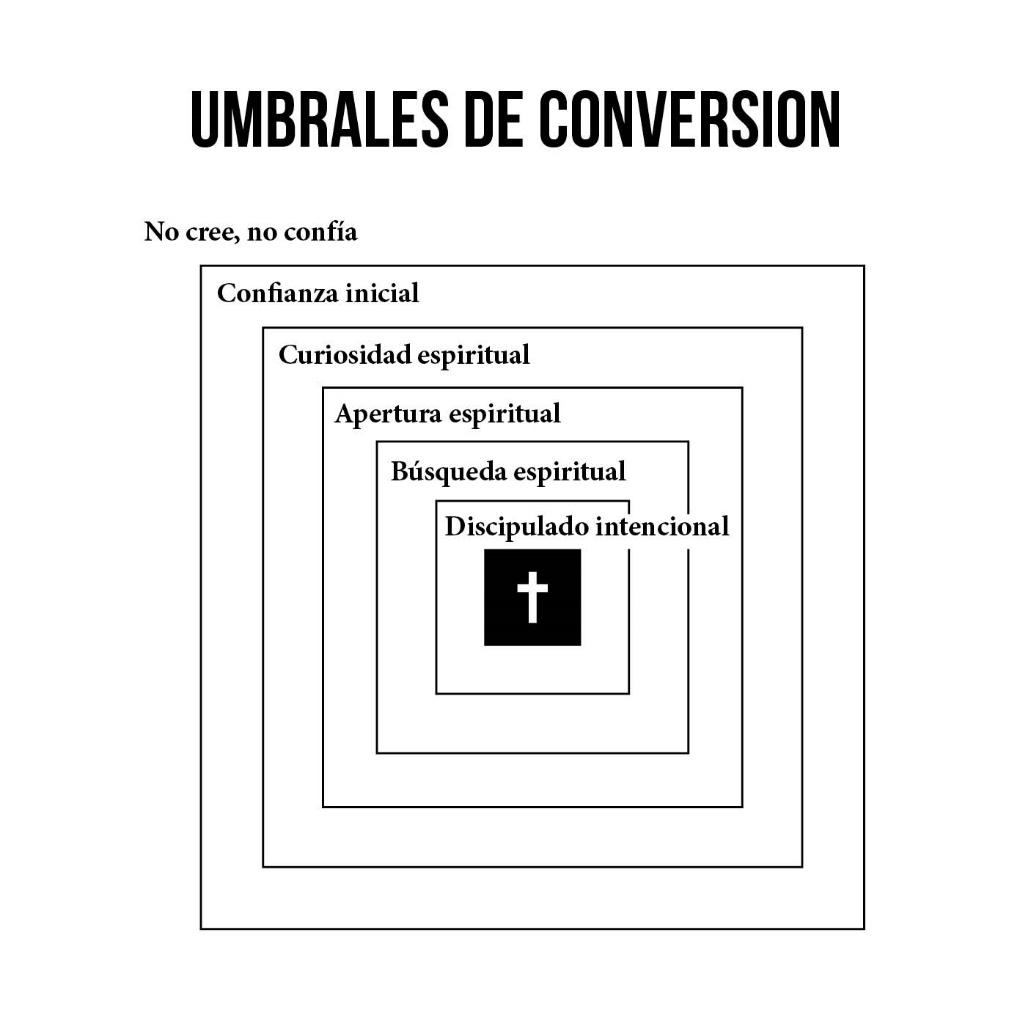 UMBRALES DE CONVERSION
No cree, no confía
Confianza inicial
Curiosidad espiritual
Apertura espiritual
Búsqueda espiritual
Discipulado intencional